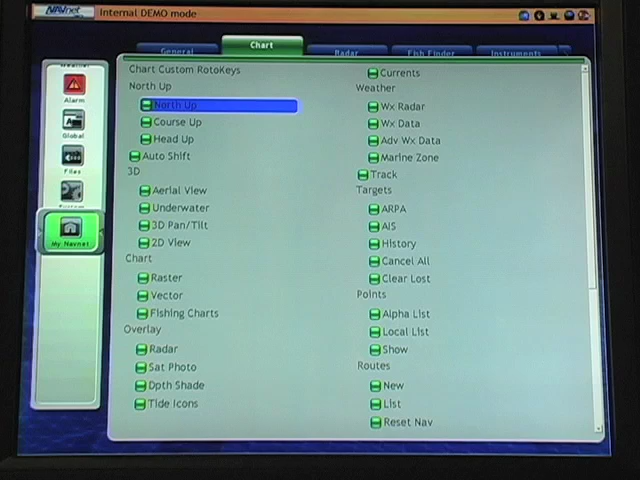 NAVnet
Internal DEMO mode
General
Chart
Radar
Fish Finder
Instruments
Alarm
Global
Files
My Navnet
Chart Custom RotoKeys
North Up
North Up
Course Up
Head Up
Auto Shift
3D
Aerial View
Underwater
3D Pan/Tilt
2D View
Chart
Raster
Vector
Fishing Charts
Overlay
Radar
Sat Photo
Dpth Shade
Tide Icons
Currents
Weather
Wx Radar
Wx Data
Adv Wx Data
Marine Zone
Track
Targets
ARPA
AIS
History
Cancel All
Clear Lost
Points
Alpha List
Local List
Show
Routes
New
List
Reset Nav